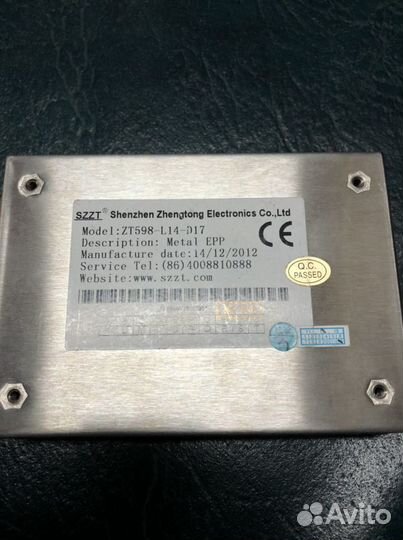 SZZT® Shenzhen Zhengtong Electronics Co.,Ltd
Model:ZT598-L14-D17
Description: Metal EPP
Manufacture date:14/12/2012
Service Tel:(86)4008810888
Website:www.szzt.com
CE
Q.C.
PASSED
Avito